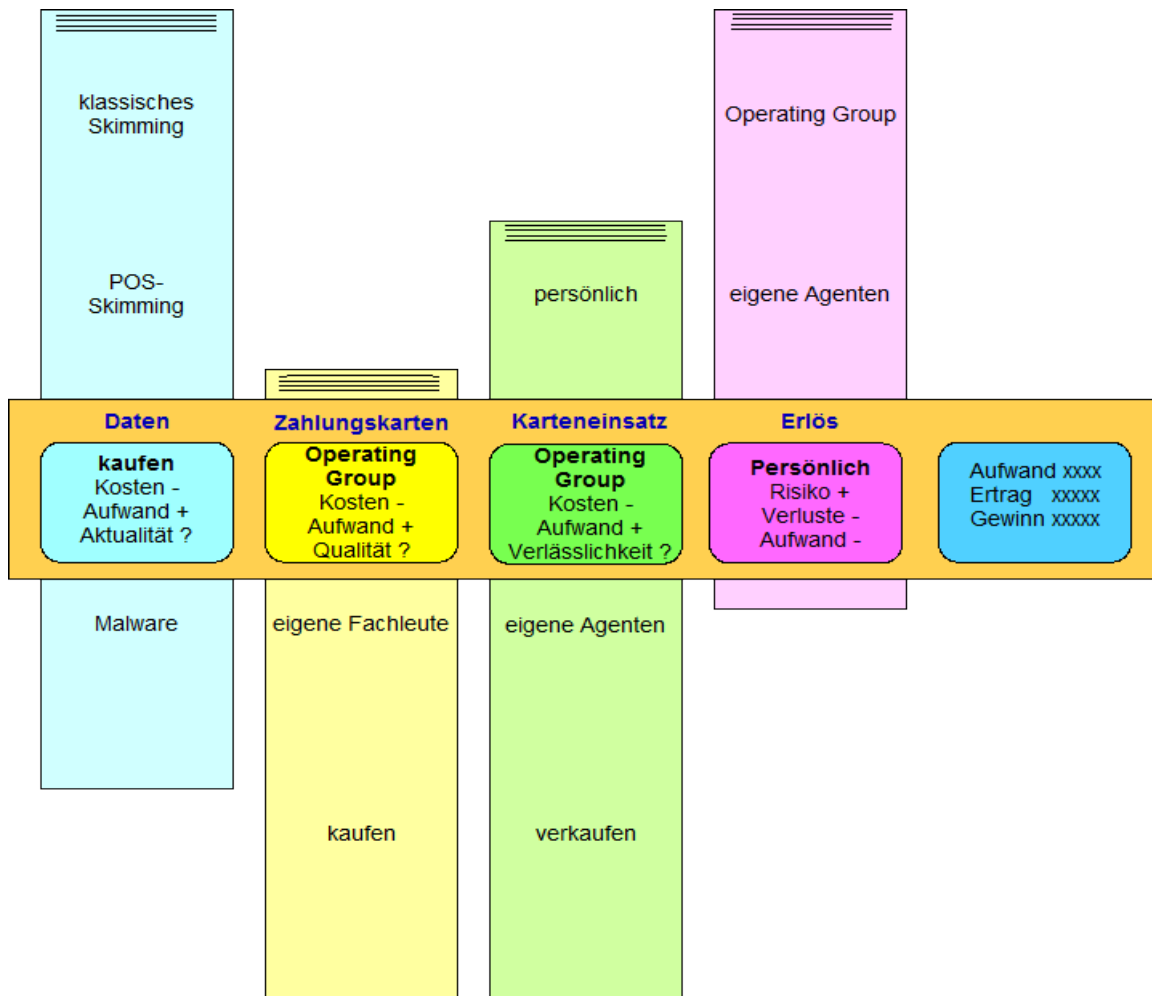 klassisches
Skimming
Operating Group
POS-
Skimming
persönlich
eigene Agenten
Daten
Zahlungskarten
Karteneinsatz
Erlös
kaufen
Kosten -
Aufwand +
Aktualität ?
Operating
Group
Kosten -
Aufwand +
Qualität ?
Operating
Group
Kosten -
Aufwand +
Verlässlichkeit ?
Persönlich
Risiko +
Verluste -
Aufwand -
Aufwand xxxx
Ertrag xxxxx
Gewinn xxxxx
Malware
eigene Fachleute
eigene Agenten
kaufen
verkaufen